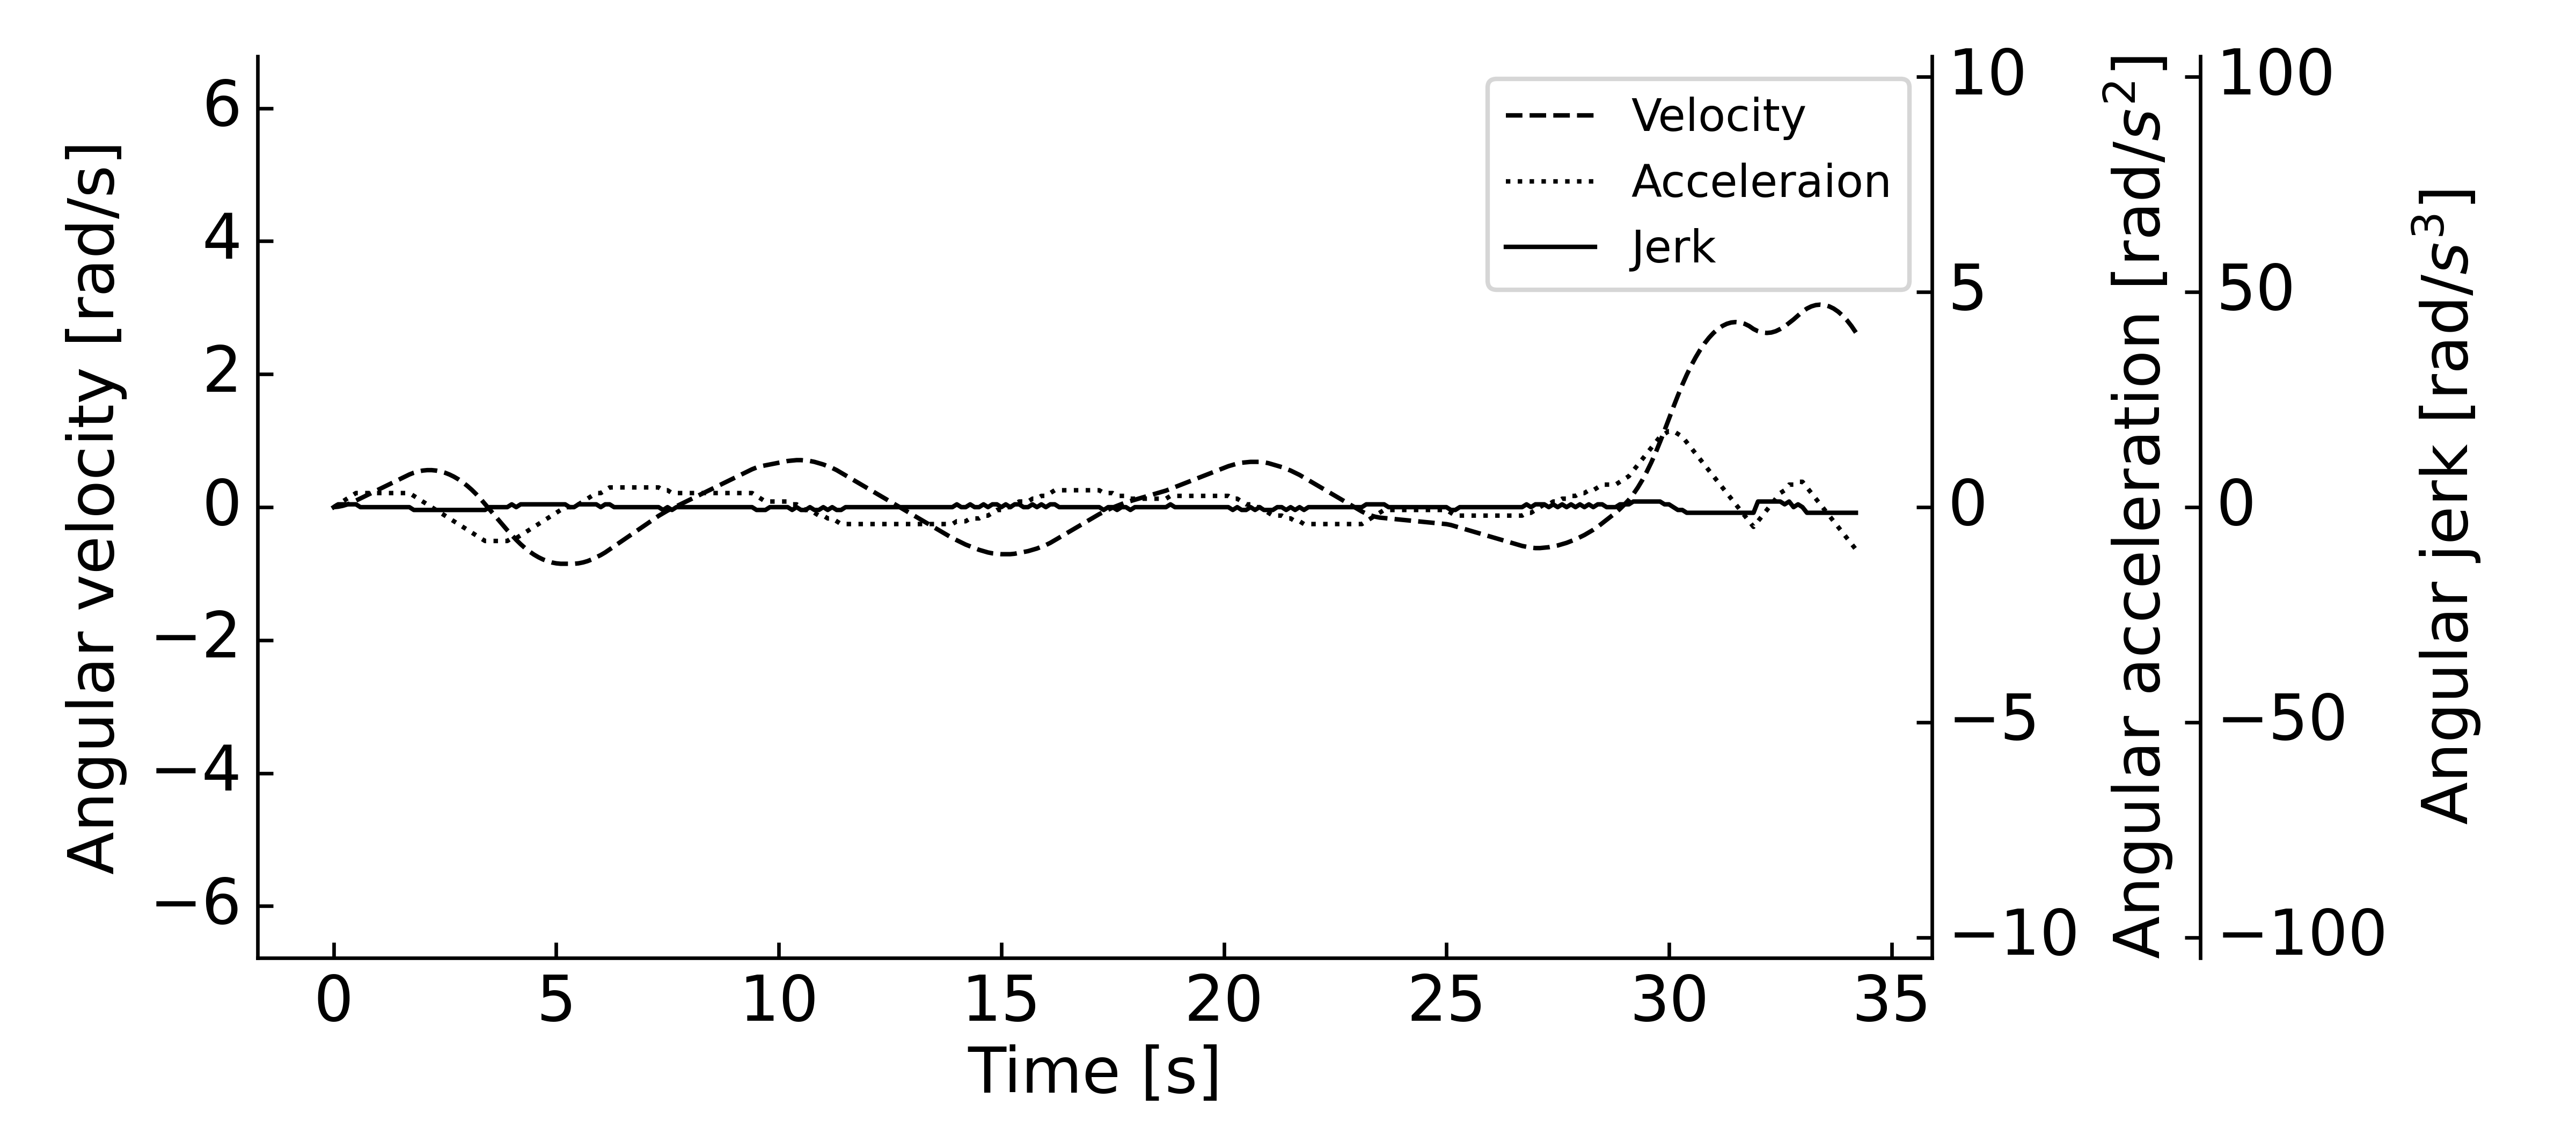 Angular velocity [rad/s]
6
4
2
0
−2
−4
−6
0 5 10 15 20 25 30 35
Time [s]
Velocity
Acceleraion
Jerk
10
5
0
−5
−10
Angular acceleration [rad/s²]
100
50
0
−50
−100
Angular jerk [rad/s³]